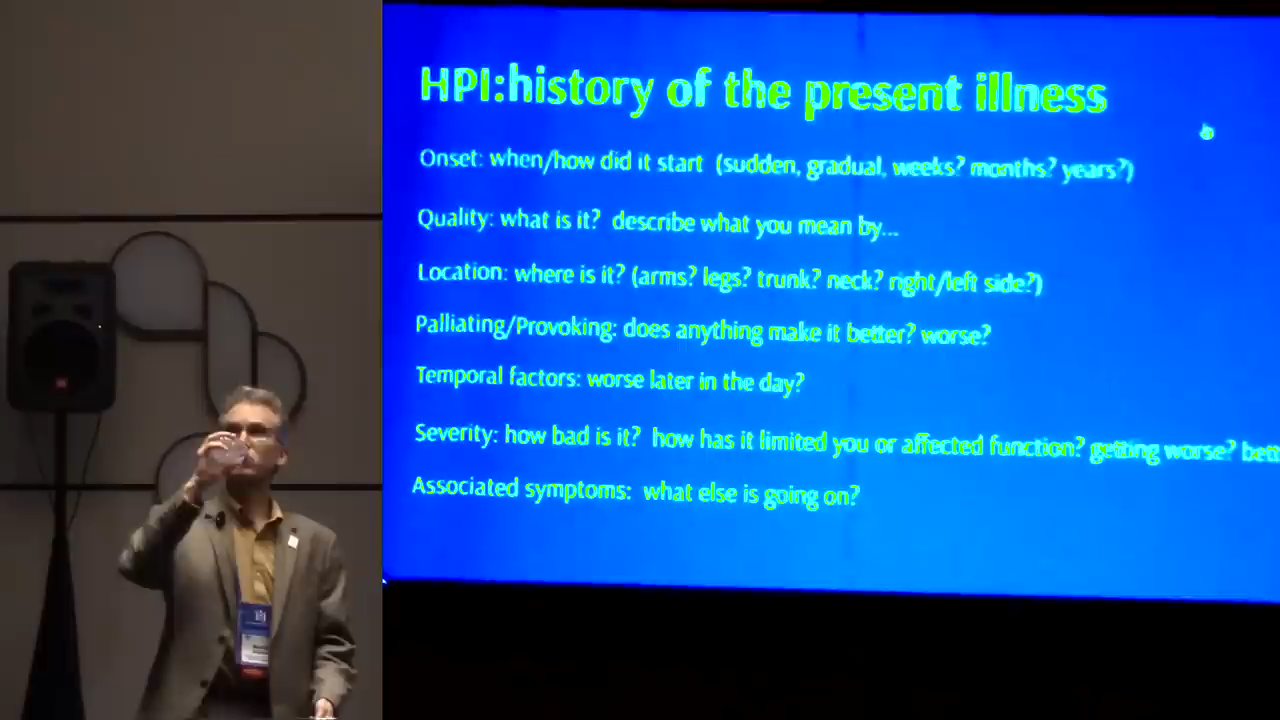 HPI:history of the present illness
Onset: when/how did it start (sudden, gradual, weeks? months? years?)
Quality: what is it? describe what you mean by...
Location: where is it? (arms? legs? trunk? neck? right/left side?)
Palliating/Provoking: does anything make it better? worse?
Temporal factors: worse later in the day?
Severity: how bad is it? how has it limited you or affected function? getting worse? bett
Associated symptoms: what else is going on?